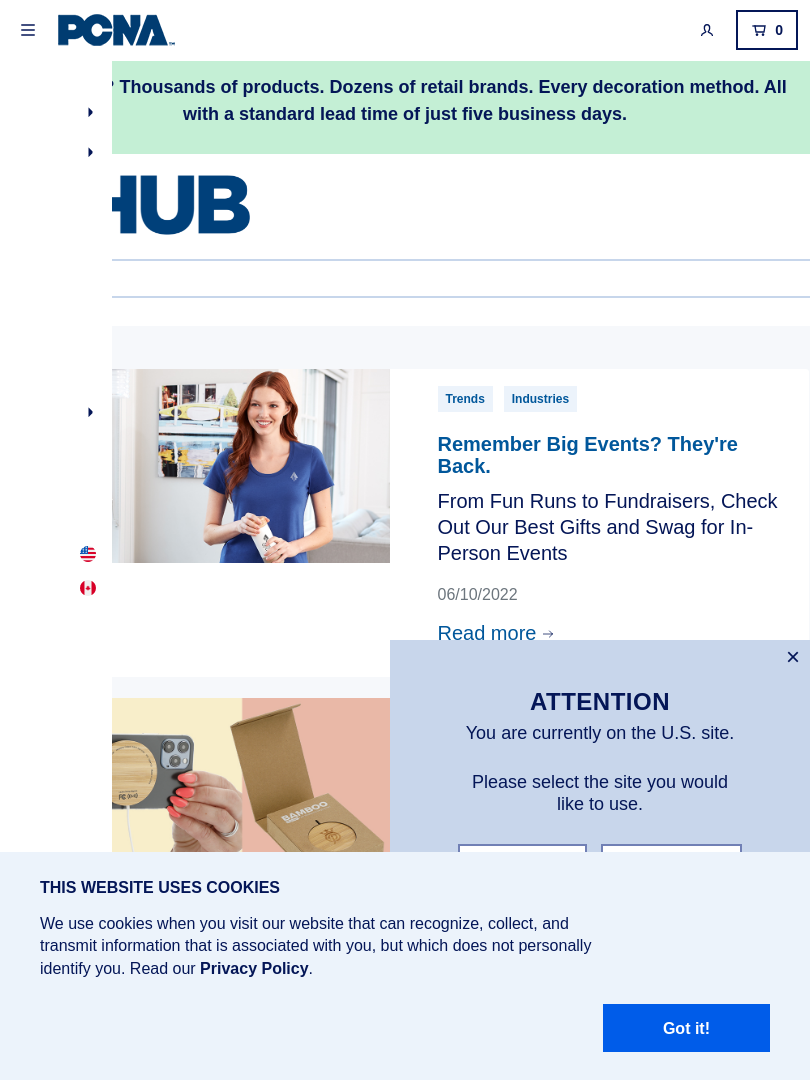 PCNA
0
? Thousands of products. Dozens of retail brands. Every decoration method. All
with a standard lead time of just five business days.
HUB
Trends Industries
Remember Big Events? They're
Back.
From Fun Runs to Fundraisers, Check
Out Our Best Gifts and Swag for In-
Person Events
06/10/2022
Read more
ATTENTION
You are currently on the U.S. site.
Please select the site you would
like to use.
BAMBOO
THIS WEBSITE USES COOKIES
We use cookies when you visit our website that can recognize, collect, and
transmit information that is associated with you, but which does not personally
identify you. Read our Privacy Policy.
Got it!